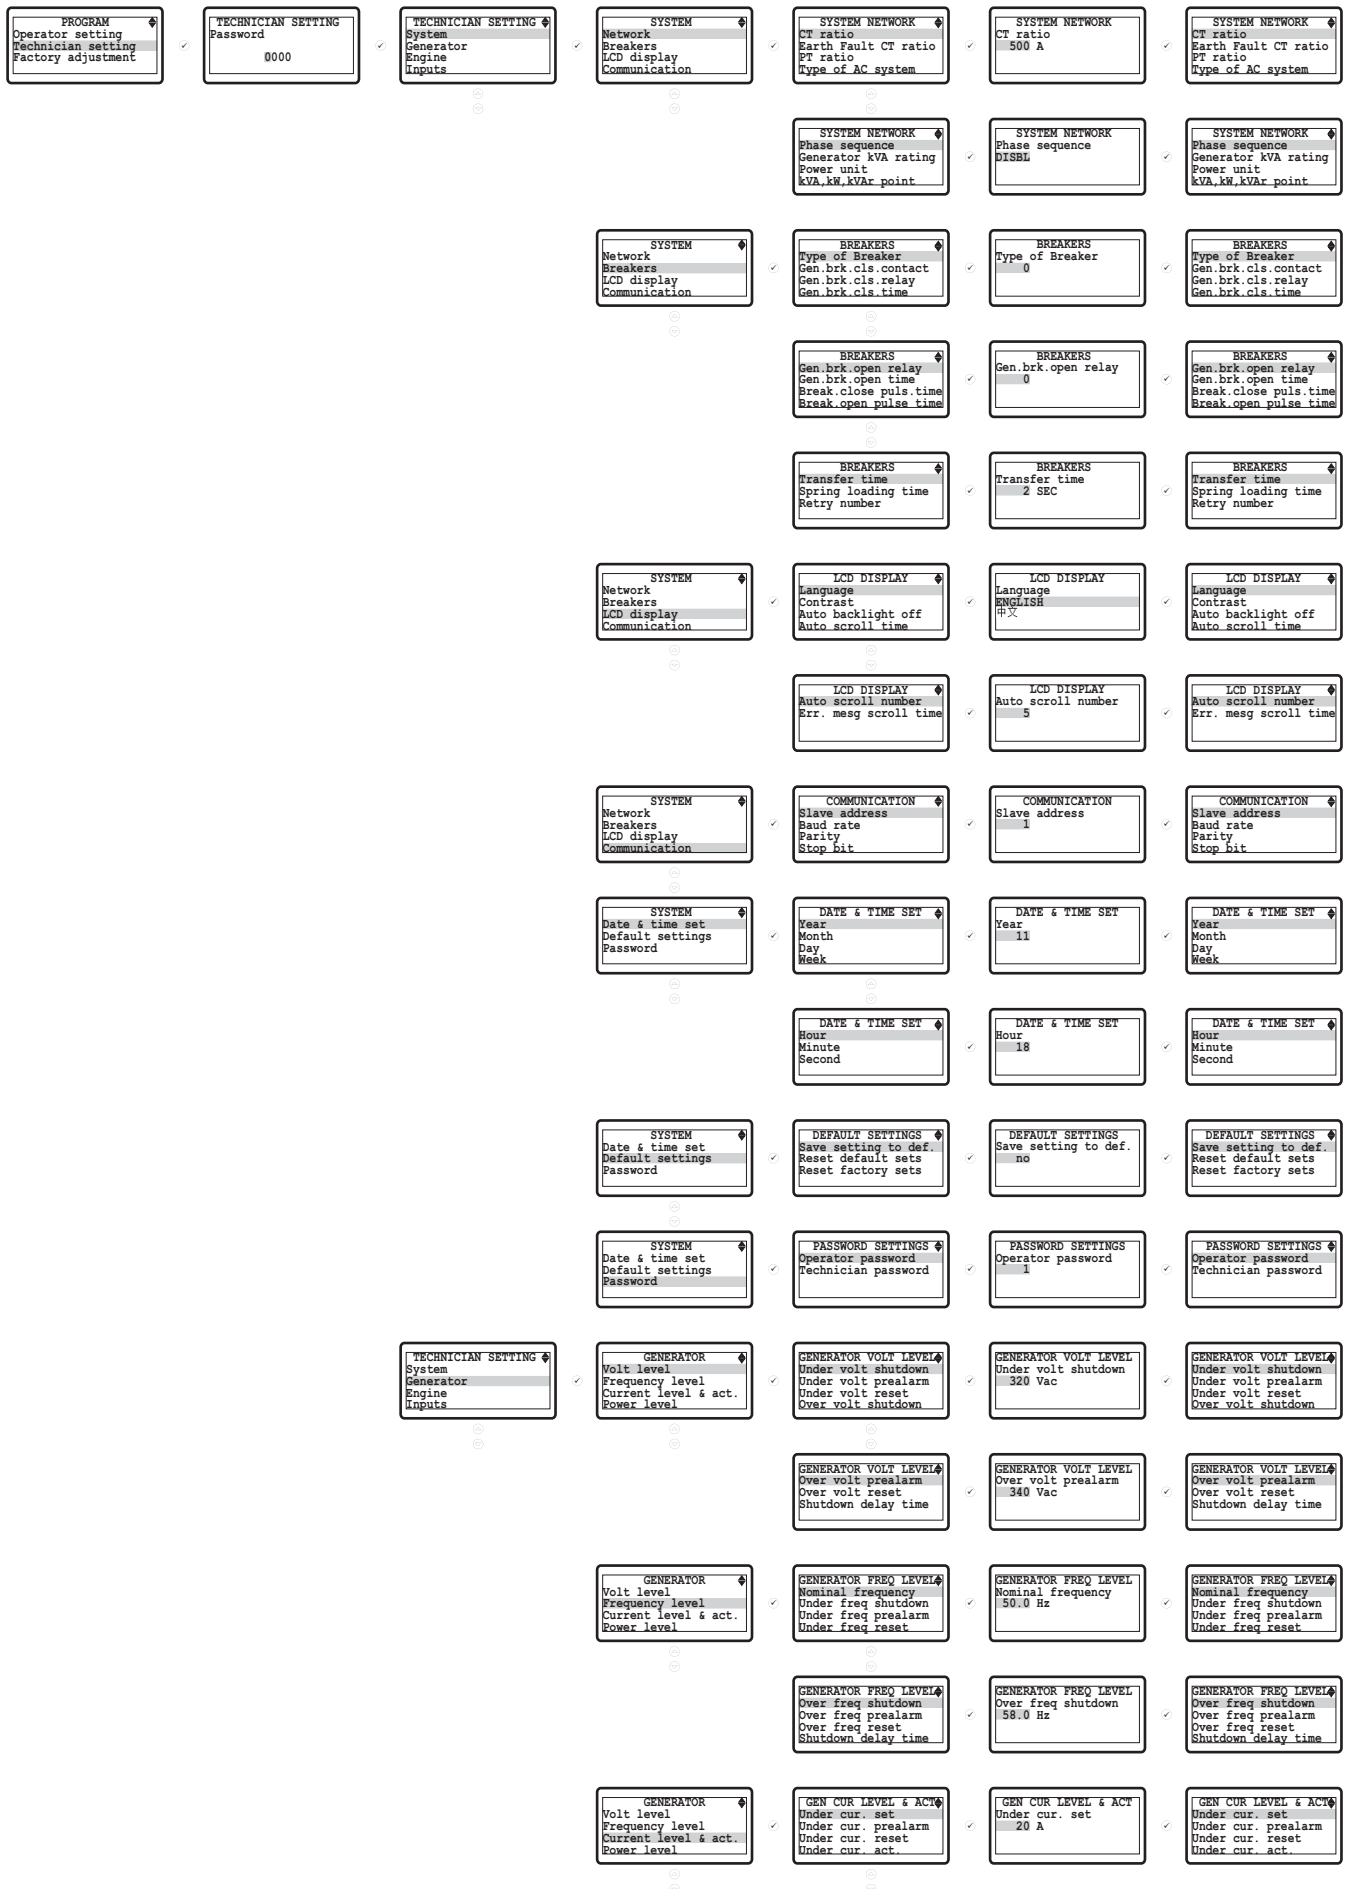 PROGRAM
Operator setting
Technician setting
Factory adjustment
TECHNICIAN SETTING
Password
0000
TECHNICIAN SETTING
System
Generator
Engine
Inputs
SYSTEM
Network
Breakers
LCD display
Communication
SYSTEM NETWORK
CT ratio
Earth Fault CT ratio
PT ratio
Type of AC system
SYSTEM NETWORK
CT ratio
500 A
SYSTEM NETWORK
CT ratio
Earth Fault CT ratio
PT ratio
Type of AC system
SYSTEM NETWORK
Phase sequence
Generator kVA rating
Power unit
kVA,kW,kVAr point
SYSTEM NETWORK
Phase sequence
DISBL
SYSTEM NETWORK
Phase sequence
Generator kVA rating
Power unit
kVA,kW,kVAr point
SYSTEM
Network
Breakers
LCD display
Communication
BREAKERS
Type of Breaker
Gen.brk.cls.contact
Gen.brk.cls.relay
Gen.brk.cls.time
BREAKERS
Type of Breaker
0
BREAKERS
Type of Breaker
Gen.brk.cls.contact
Gen.brk.cls.relay
Gen.brk.cls.time
BREAKERS
Gen.brk.open relay
Gen.brk.open time
Break.close puls.time
Break.open pulse time
BREAKERS
Gen.brk.open relay
0
BREAKERS
Gen.brk.open relay
Gen.brk.open time
Break.close puls.time
Break.open pulse time
BREAKERS
Transfer time
Spring loading time
Retry number
BREAKERS
Transfer time
2 SEC
BREAKERS
Transfer time
Spring loading time
Retry number
SYSTEM
Network
Breakers
LCD display
Communication
LCD DISPLAY
Language
Contrast
Auto backlight off
Auto scroll time
LCD DISPLAY
Language
ENGLISH
中文
LCD DISPLAY
Language
Contrast
Auto backlight off
Auto scroll time
LCD DISPLAY
Auto scroll number
Err. mesg scroll time
LCD DISPLAY
Auto scroll number
5
LCD DISPLAY
Auto scroll number
Err. mesg scroll time
SYSTEM
Network
Breakers
LCD display
Communication
COMMUNICATION
Slave address
Baud rate
Parity
Stop bit
COMMUNICATION
Slave address
1
COMMUNICATION
Slave address
Baud rate
Parity
Stop bit
SYSTEM
Date & time set
Default settings
Password
DATE & TIME SET
Year
Month
Day
Week
DATE & TIME SET
Year
11
DATE & TIME SET
Year
Month
Day
Week
DATE & TIME SET
Hour
Minute
Second
DATE & TIME SET
Hour
18
DATE & TIME SET
Hour
Minute
Second
SYSTEM
Date & time set
Default settings
Password
DEFAULT SETTINGS
Save setting to def.
Reset default sets
Reset factory sets
DEFAULT SETTINGS
Save setting to def.
no
DEFAULT SETTINGS
Save setting to def.
Reset default sets
Reset factory sets
SYSTEM
Date & time set
Default settings
Password
PASSWORD SETTINGS
Operator password
Technician password
PASSWORD SETTINGS
Operator password
1
PASSWORD SETTINGS
Operator password
Technician password
TECHNICIAN SETTING
System
Generator
Engine
Inputs
GENERATOR
Volt level
Frequency level
Current level & act.
Power level
GENERATOR VOLT LEVEL
Under volt shutdown
Under volt prealarm
Under volt reset
Over volt shutdown
GENERATOR VOLT LEVEL
Under volt shutdown
320 Vac
GENERATOR VOLT LEVEL
Under volt shutdown
Under volt prealarm
Under volt reset
Over volt shutdown
GENERATOR VOLT LEVEL
Over volt prealarm
Over volt reset
Shutdown delay time
GENERATOR VOLT LEVEL
Over volt prealarm
340 Vac
GENERATOR VOLT LEVEL
Over volt prealarm
Over volt reset
Shutdown delay time
GENERATOR
Volt level
Frequency level
Current level & act.
Power level
GENERATOR FREQ LEVEL
Nominal frequency
Under freq shutdown
Under freq prealarm
Under freq reset
GENERATOR FREQ LEVEL
Nominal frequency
50.0 Hz
GENERATOR FREQ LEVEL
Nominal frequency
Under freq shutdown
Under freq prealarm
Under freq reset
GENERATOR FREQ LEVEL
Over freq shutdown
Over freq prealarm
Over freq reset
Shutdown delay time
GENERATOR FREQ LEVEL
Over freq shutdown
58.0 Hz
GENERATOR FREQ LEVEL
Over freq shutdown
Over freq prealarm
Over freq reset
Shutdown delay time
GENERATOR
Volt level
Frequency level
Current level & act.
Power level
GEN CUR LEVEL & ACT
Under cur. set
Under cur. prealarm
Under cur. reset
Under cur. act.
GEN CUR LEVEL & ACT
Under cur. set
20 A
GEN CUR LEVEL & ACT
Under cur. set
Under cur. prealarm
Under cur. reset
Under cur. act.